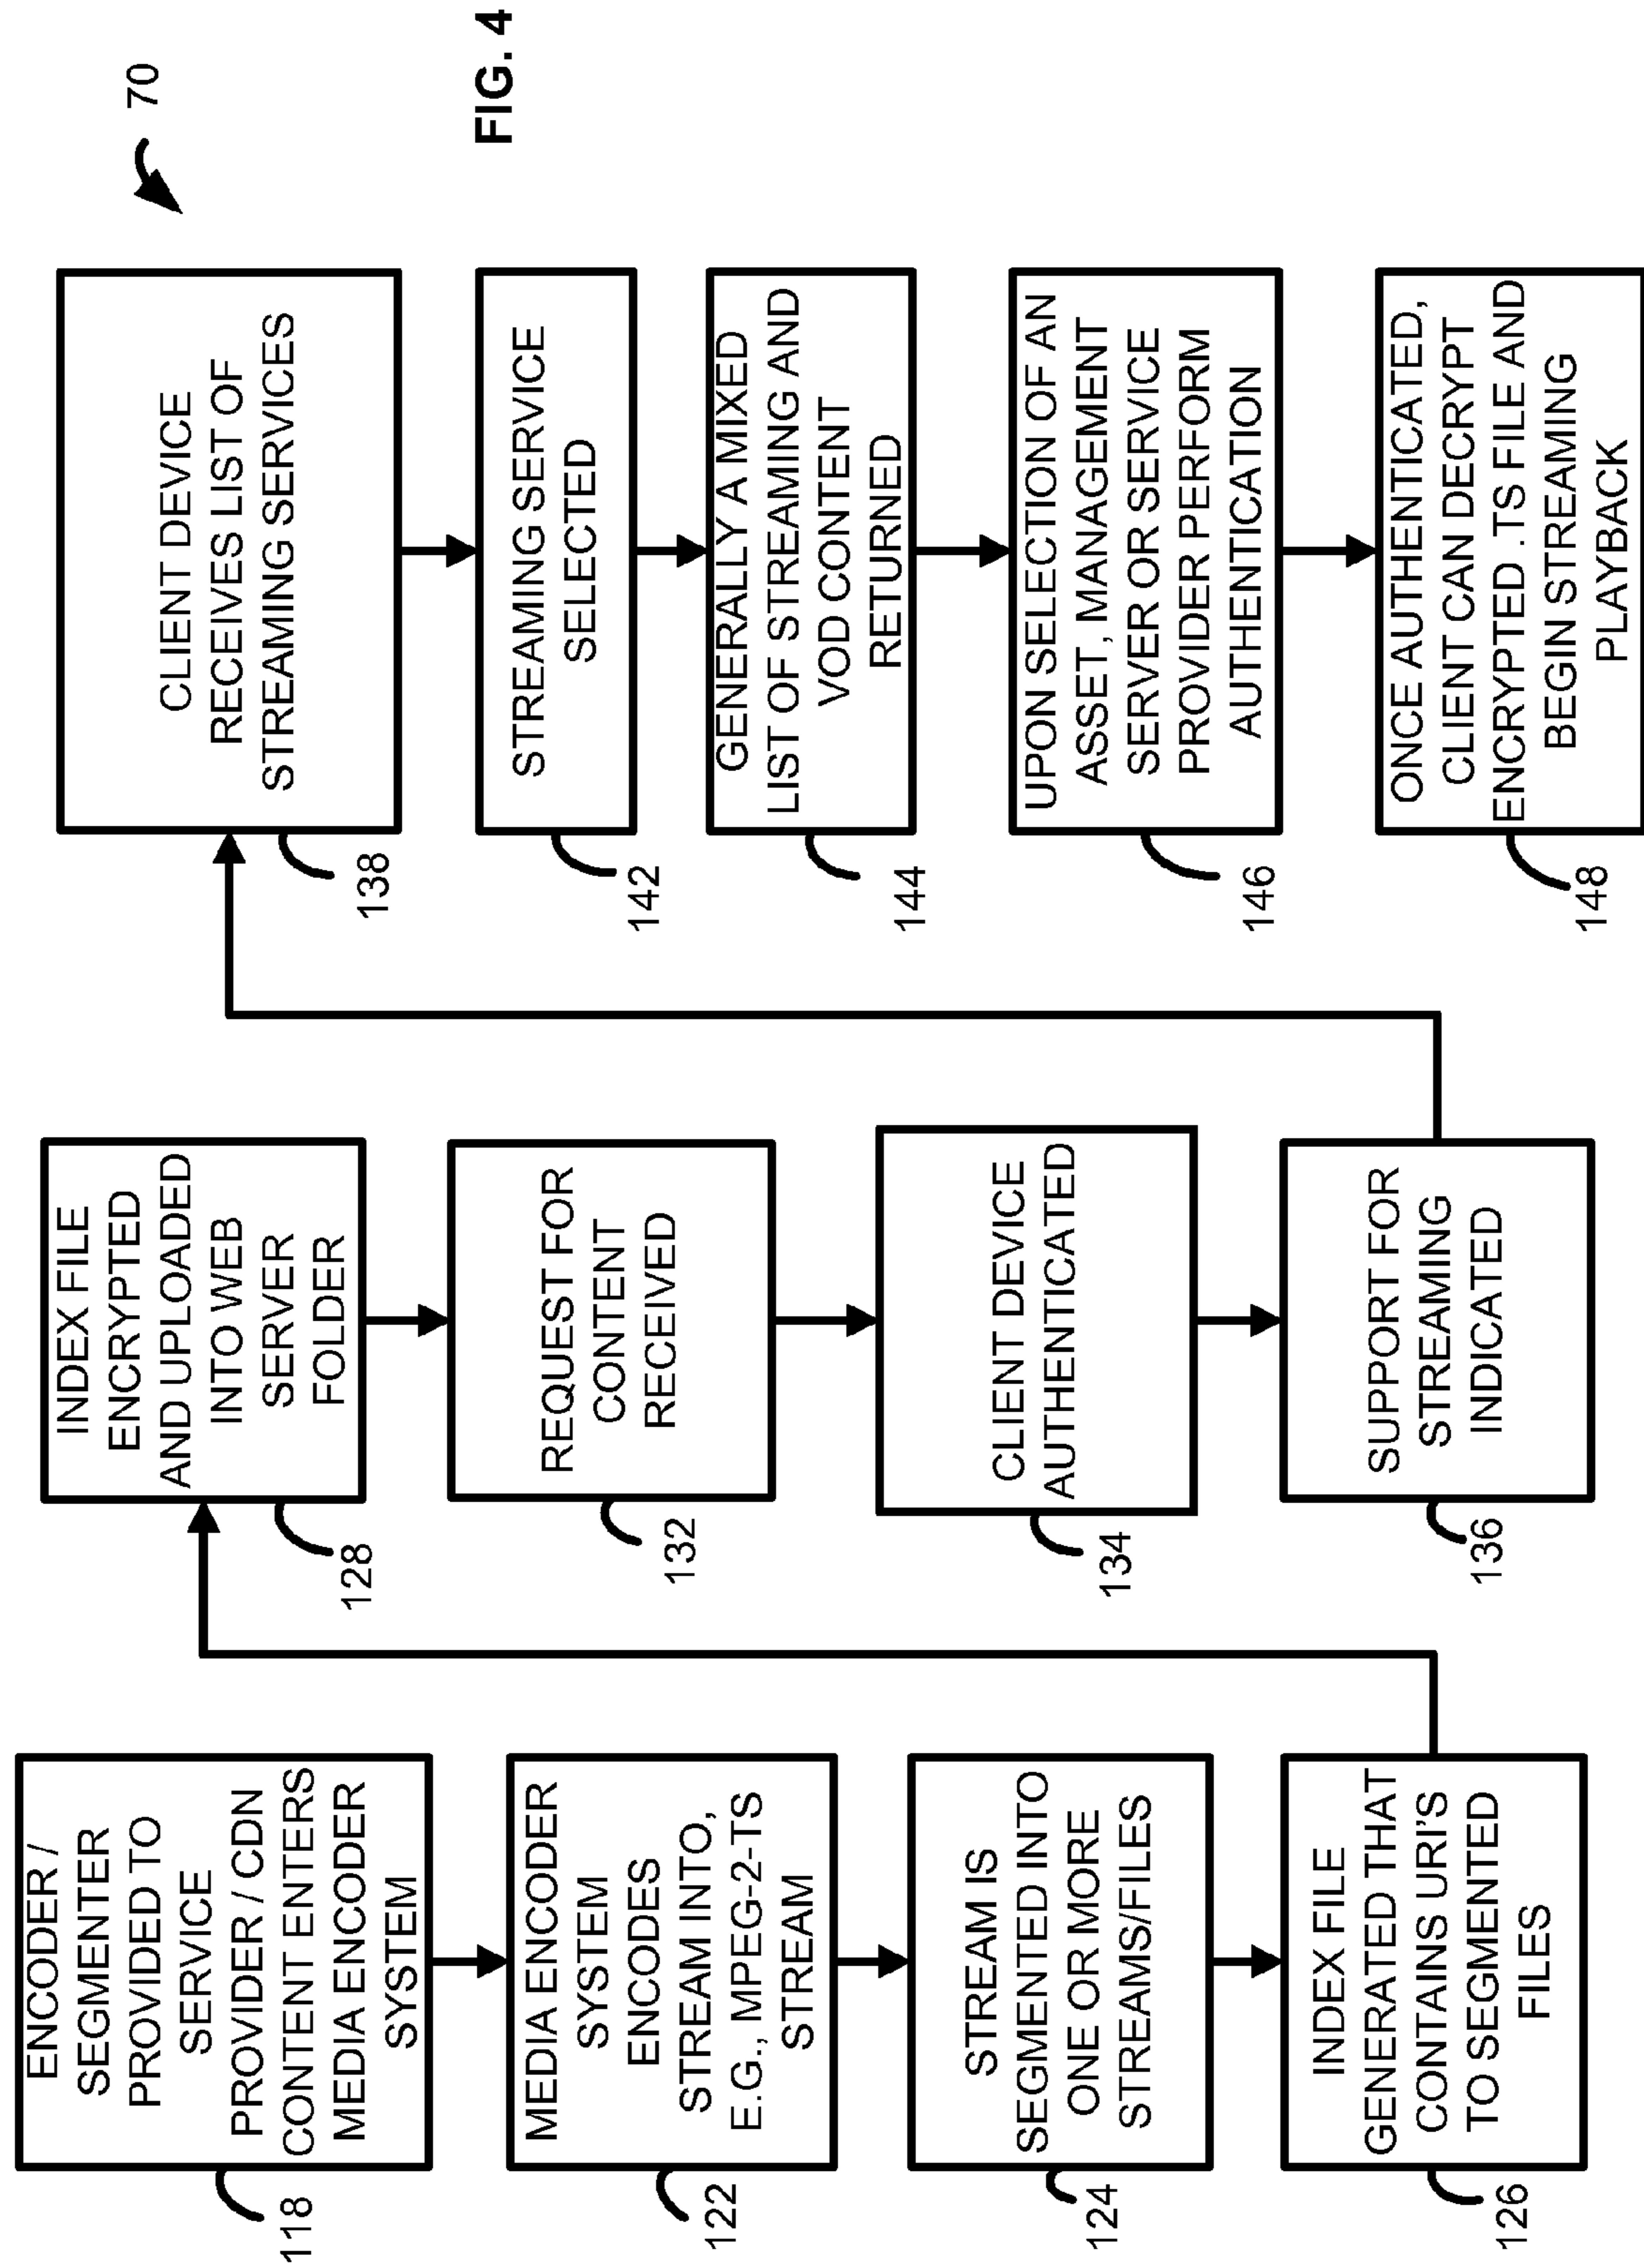 70
ENCODER /
SEGMENTER
PROVIDED TO
SERVICE
PROVIDER / CDN
CONTENT ENTERS
MEDIA ENCODER
SYSTEM
118
MEDIA ENCODER
SYSTEM
ENCODES
STREAM INTO,
E.G., MPEG-2-TS
STREAM
122
STREAM IS
SEGMENTED INTO
ONE OR MORE
STREAMS/FILES
124
INDEX FILE
GENERATED THAT
CONTAINS URI'S
TO SEGMENTED
FILES
126
INDEX FILE
ENCRYPTED
AND UPLOADED
INTO WEB
SERVER
FOLDER
128
REQUEST FOR
CONTENT
RECEIVED
132
CLIENT DEVICE
AUTHENTICATED
134
SUPPORT FOR
STREAMING
INDICATED
136
CLIENT DEVICE
RECEIVES LIST OF
STREAMING SERVICES
138
STREAMING SERVICE
SELECTED
142
GENERALLY A MIXED
LIST OF STREAMING AND
VOD CONTENT
RETURNED
144
UPON SELECTION OF AN
ASSET, MANAGEMENT
SERVER OR SERVICE
PROVIDER PERFORM
AUTHENTICATION
146
ONCE AUTHENTICATED,
CLIENT CAN DECRYPT
ENCRYPTED .TS FILE AND
BEGIN STREAMING
PLAYBACK
148
FIG. 4